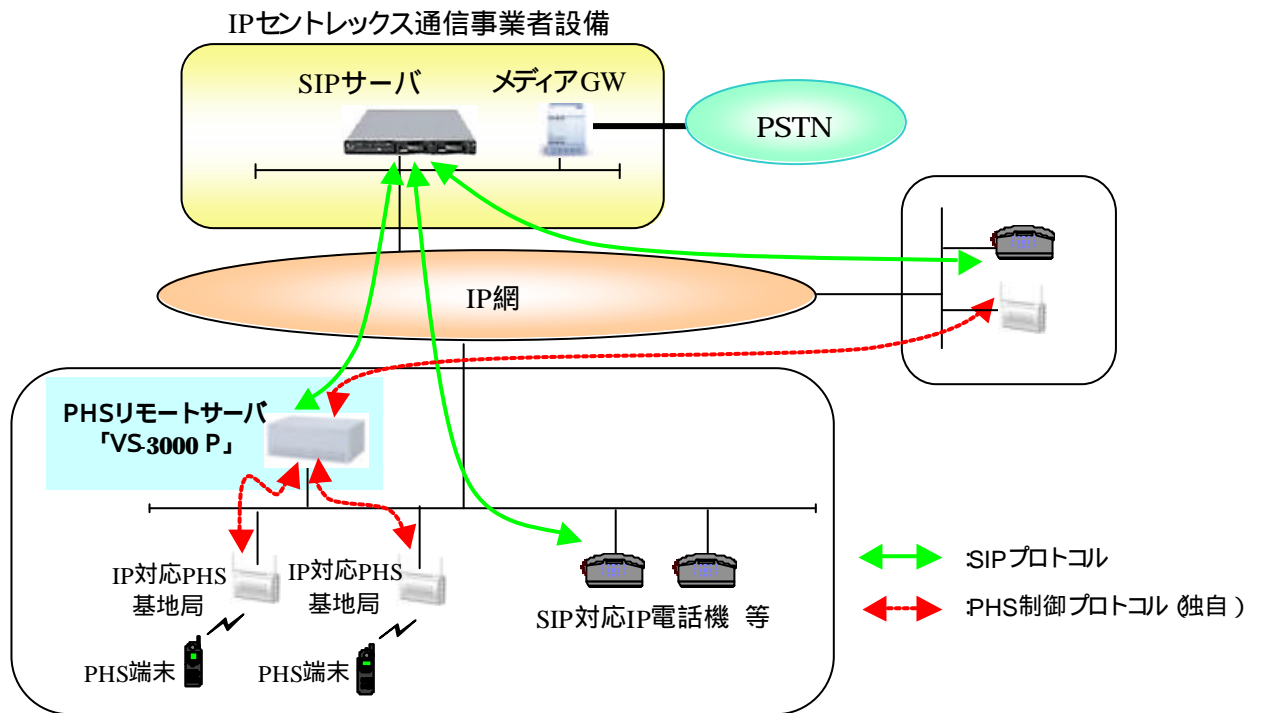 IPセントレックス通信事業者設備
SIPサーバ
メディアGW
PSTN
IP網
PHSリモートサーバ
「VS-3000 P」
IP対応PHS
基地局
IP対応PHS
基地局
SIP対応IP電話機 等
PHS端末
PHS端末
:SIPプロトコル
:PHS制御プロトコル (独自)